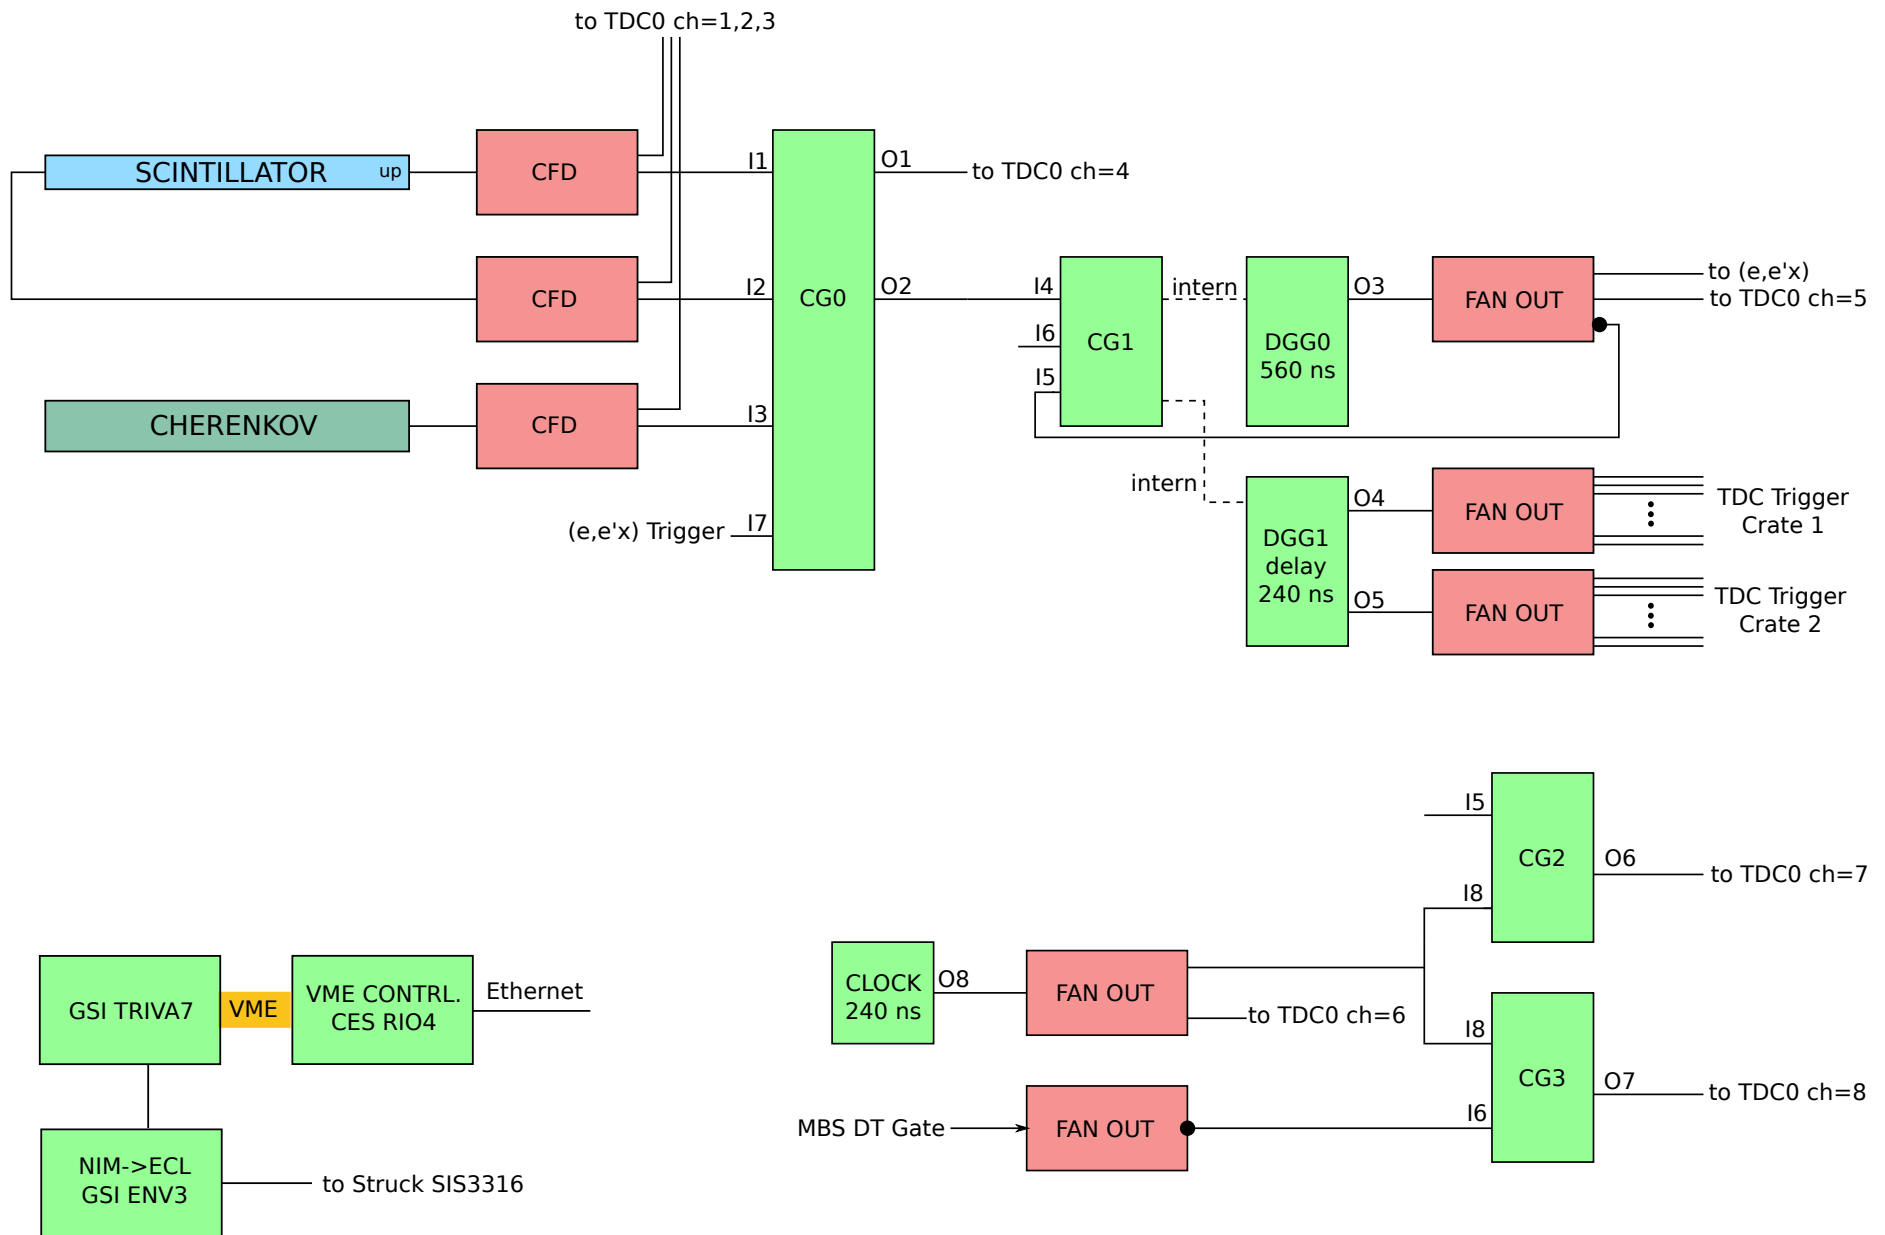 to TDC0 ch=1,2,3
SCINTILLATOR
up
CFD
I1
O1
to TDC0 ch=4
CFD
I2
CG0
O2
I4
I6
I5
CG1
intern
DGG0
560 ns
O3
FAN OUT
to (e,e'x)
to TDC0 ch=5
CHERENKOV
CFD
I3
intern
(e,e'x) Trigger
I7
DGG1
delay
240 ns
O4
FAN OUT
TDC Trigger
Crate 1
O5
FAN OUT
TDC Trigger
Crate 2
I5
I8
CG2
O6
to TDC0 ch=7
GSI TRIVA7
VME
VME CONTRL.
CES RIO4
Ethernet
CLOCK
240 ns
O8
FAN OUT
to TDC0 ch=6
I8
I6
CG3
O7
to TDC0 ch=8
MBS DT Gate
FAN OUT
NIM->ECL
GSI ENV3
to Struck SIS3316